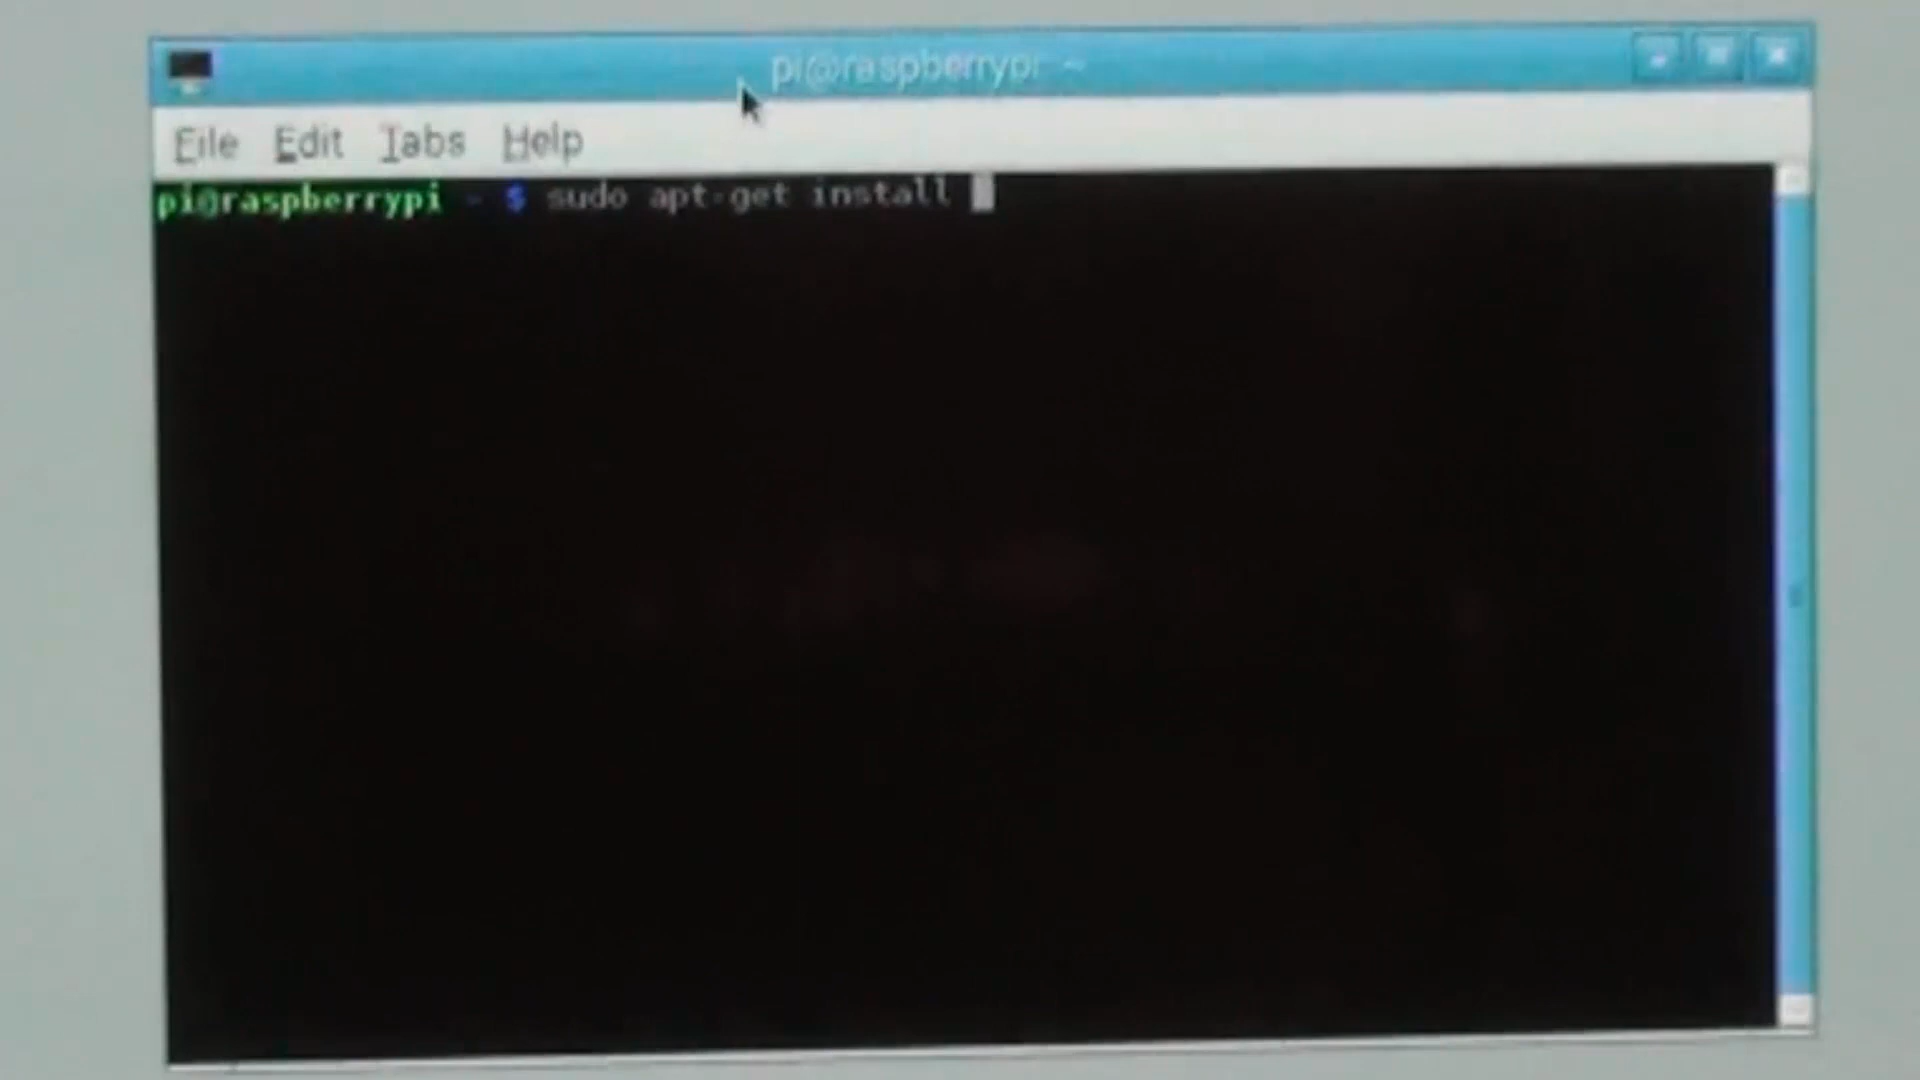 pi@raspberrypi: ~
File Edit Tabs Help
pi@raspberrypi ~ $ sudo apt-get install